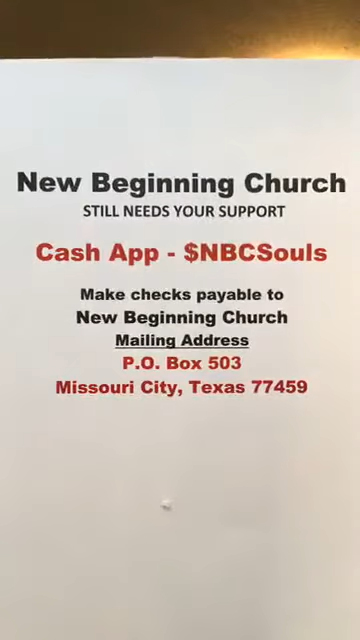 New Beginning Church
STILL NEEDS YOUR SUPPORT
Cash App - $NBCSouls
Make checks payable to
New Beginning Church
Mailing Address
P.O. Box 503
Missouri City, Texas 77459